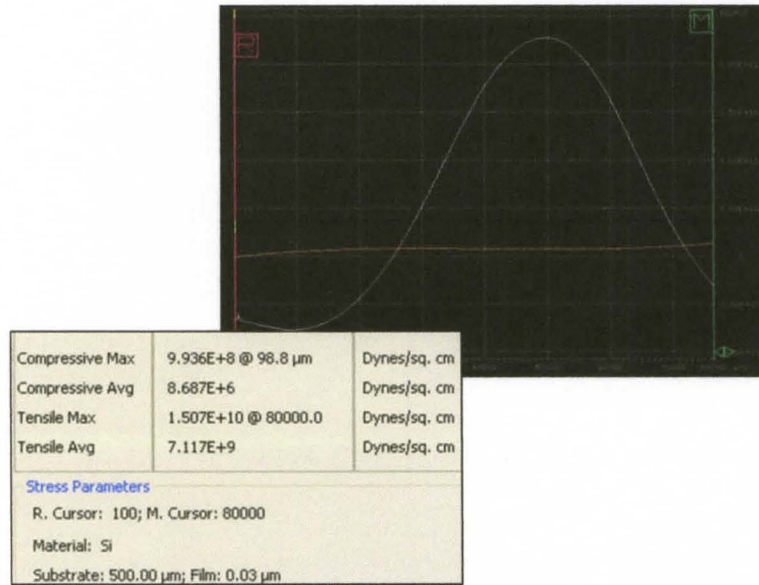 R
M
Compressive Max 9.936E+8 @ 98.8 µm Dynes/sq. cm
Compressive Avg 8.687E+6 Dynes/sq. cm
Tensile Max 1.507E+10 @ 80000.0 Dynes/sq. cm
Tensile Avg 7.117E+9 Dynes/sq. cm
Stress Parameters
R. Cursor: 100; M. Cursor: 80000
Material: Si
Substrate: 500.00 µm; Film: 0.03 µm